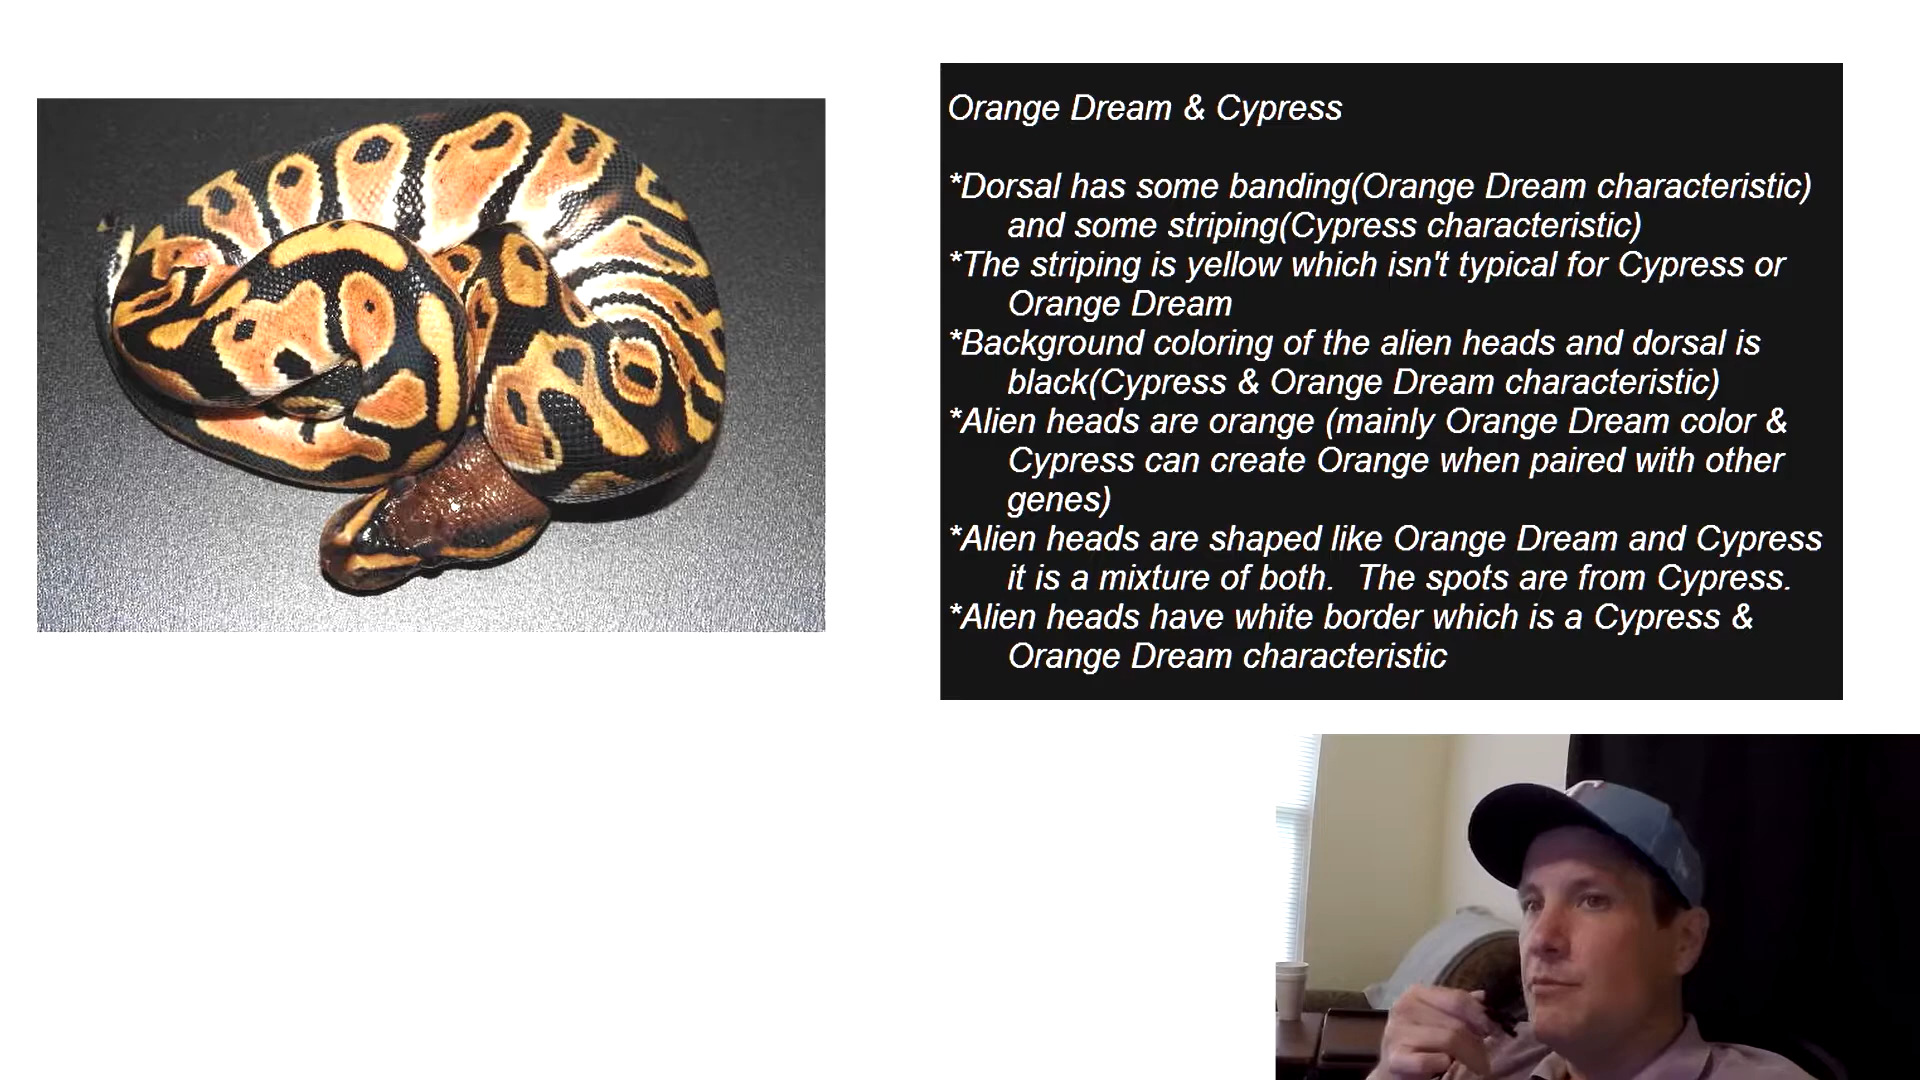 Orange Dream & Cypress
*Dorsal has some banding(Orange Dream characteristic)
and some striping(Cypress characteristic)
*The striping is yellow which isn't typical for Cypress or
Orange Dream
*Background coloring of the alien heads and dorsal is
black(Cypress & Orange Dream characteristic)
*Alien heads are orange (mainly Orange Dream color &
Cypress can create Orange when paired with other
genes)
*Alien heads are shaped like Orange Dream and Cypress
it is a mixture of both.  The spots are from Cypress.
*Alien heads have white border which is a Cypress &
Orange Dream characteristic